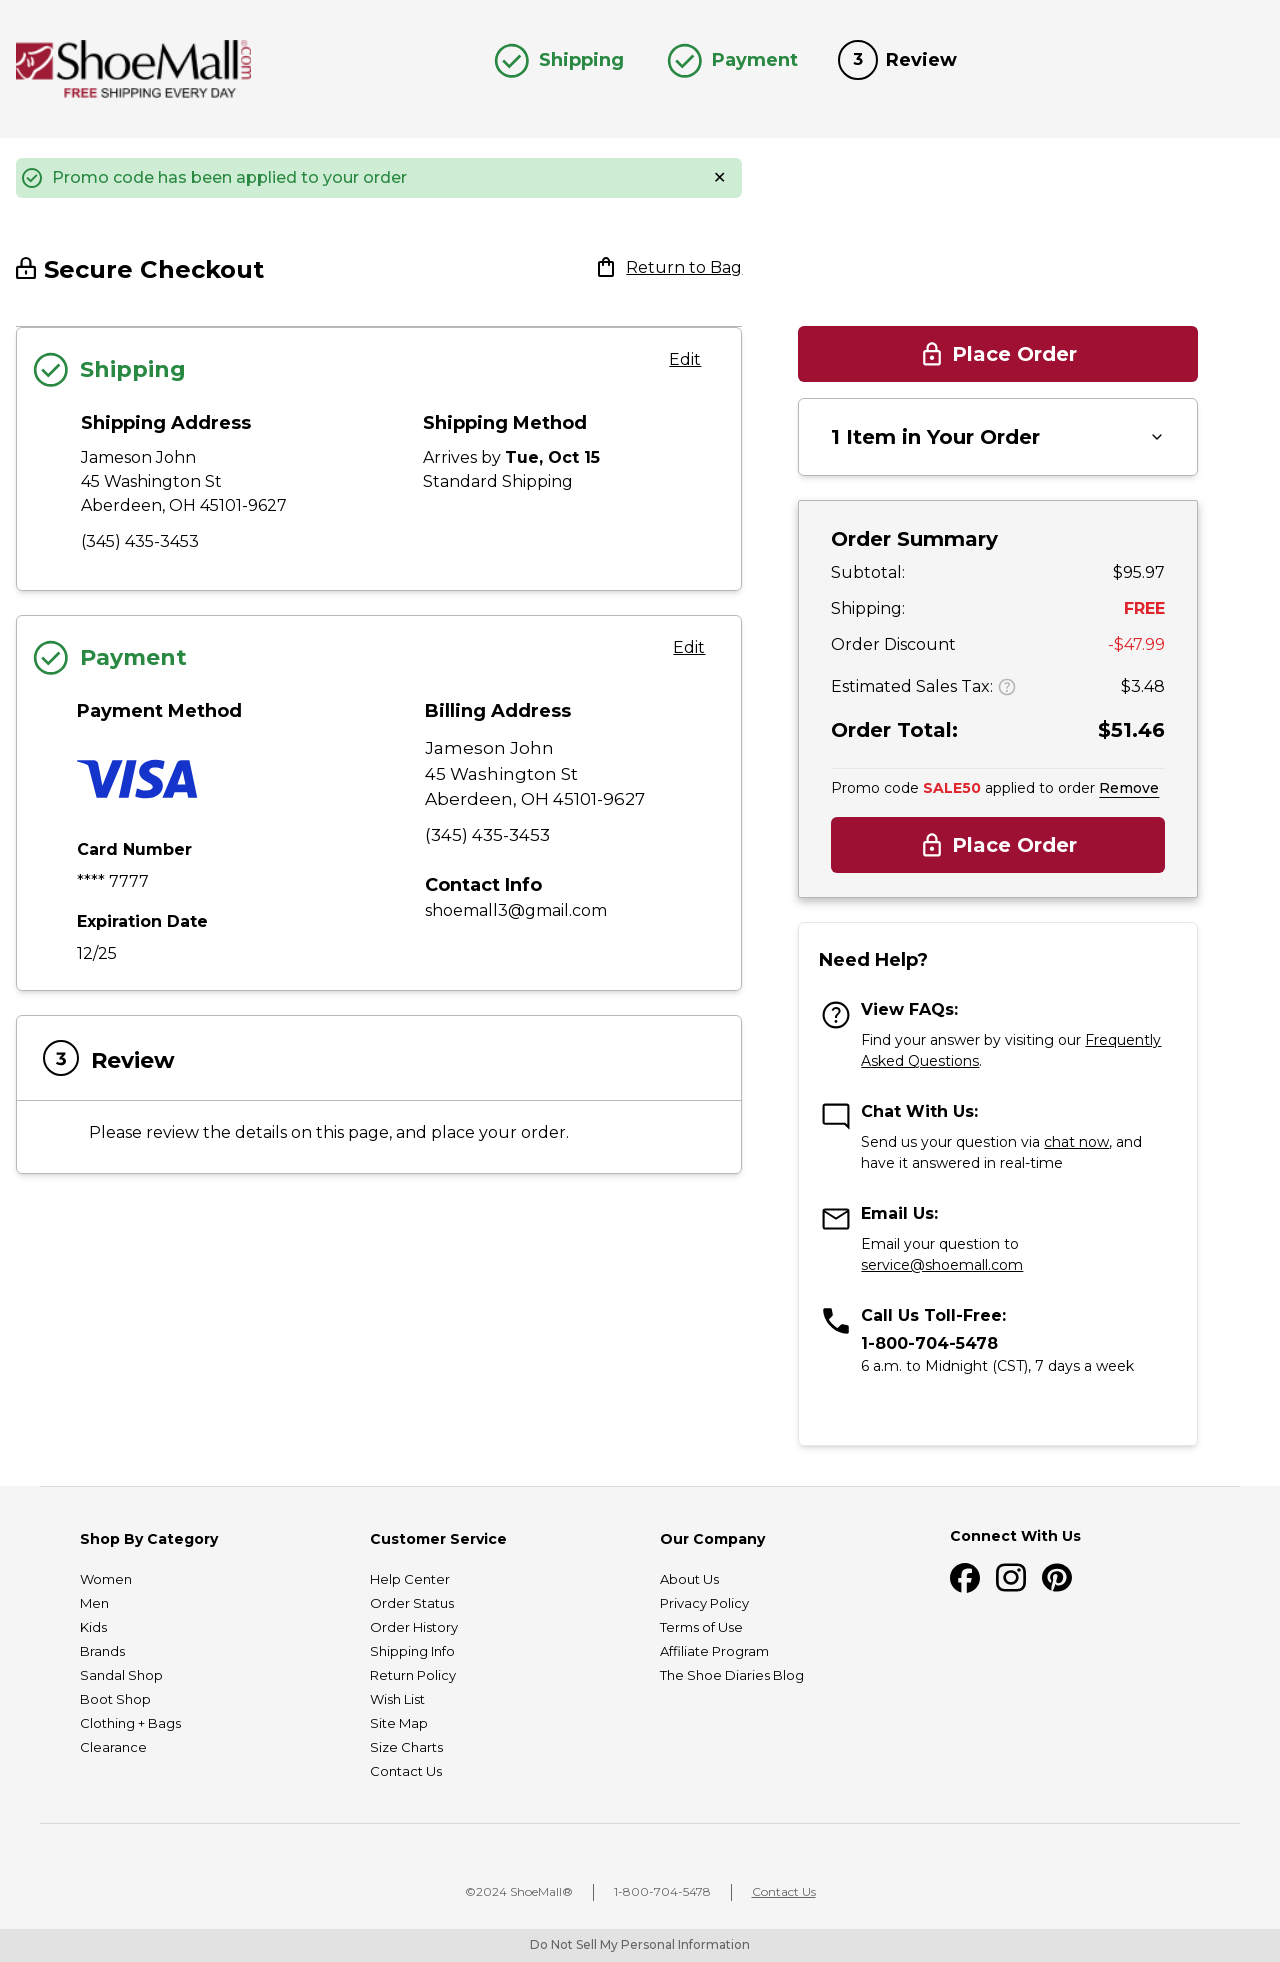 ShoeMall.com
FREE SHIPPING EVERY DAY
Shipping
Payment
3 Review
Promo code has been applied to your order ×
Secure Checkout
Return to Bag
Shipping
Edit
Shipping Address
Jameson John
45 Washington St
Aberdeen, OH 45101-9627
(345) 435-3453
Shipping Method
Arrives by Tue, Oct 15
Standard Shipping
Payment
Edit
Payment Method
VISA
Card Number
**** 7777
Expiration Date
12/25
Billing Address
Jameson John
45 Washington St
Aberdeen, OH 45101-9627
(345) 435-3453
Contact Info
shoemall3@gmail.com
3 Review
Please review the details on this page, and place your order.
Place Order
1 Item in Your Order
Order Summary
Subtotal: $95.97
Shipping: FREE
Order Discount -$47.99
Estimated Sales Tax: ? $3.48
Order Total: $51.46
Promo code SALE50 applied to order Remove
Place Order
Need Help?
View FAQs:
Find your answer by visiting our Frequently
Asked Questions.
Chat With Us:
Send us your question via chat now, and
have it answered in real-time
Email Us:
Email your question to
service@shoemall.com
Call Us Toll-Free:
1-800-704-5478
6 a.m. to Midnight (CST), 7 days a week
Shop By Category
Women
Men
Kids
Brands
Sandal Shop
Boot Shop
Clothing + Bags
Clearance
Customer Service
Help Center
Order Status
Order History
Shipping Info
Return Policy
Wish List
Site Map
Size Charts
Contact Us
Our Company
About Us
Privacy Policy
Terms of Use
Affiliate Program
The Shoe Diaries Blog
Connect With Us
©2024 ShoeMall® | 1-800-704-5478 | Contact Us
Do Not Sell My Personal Information